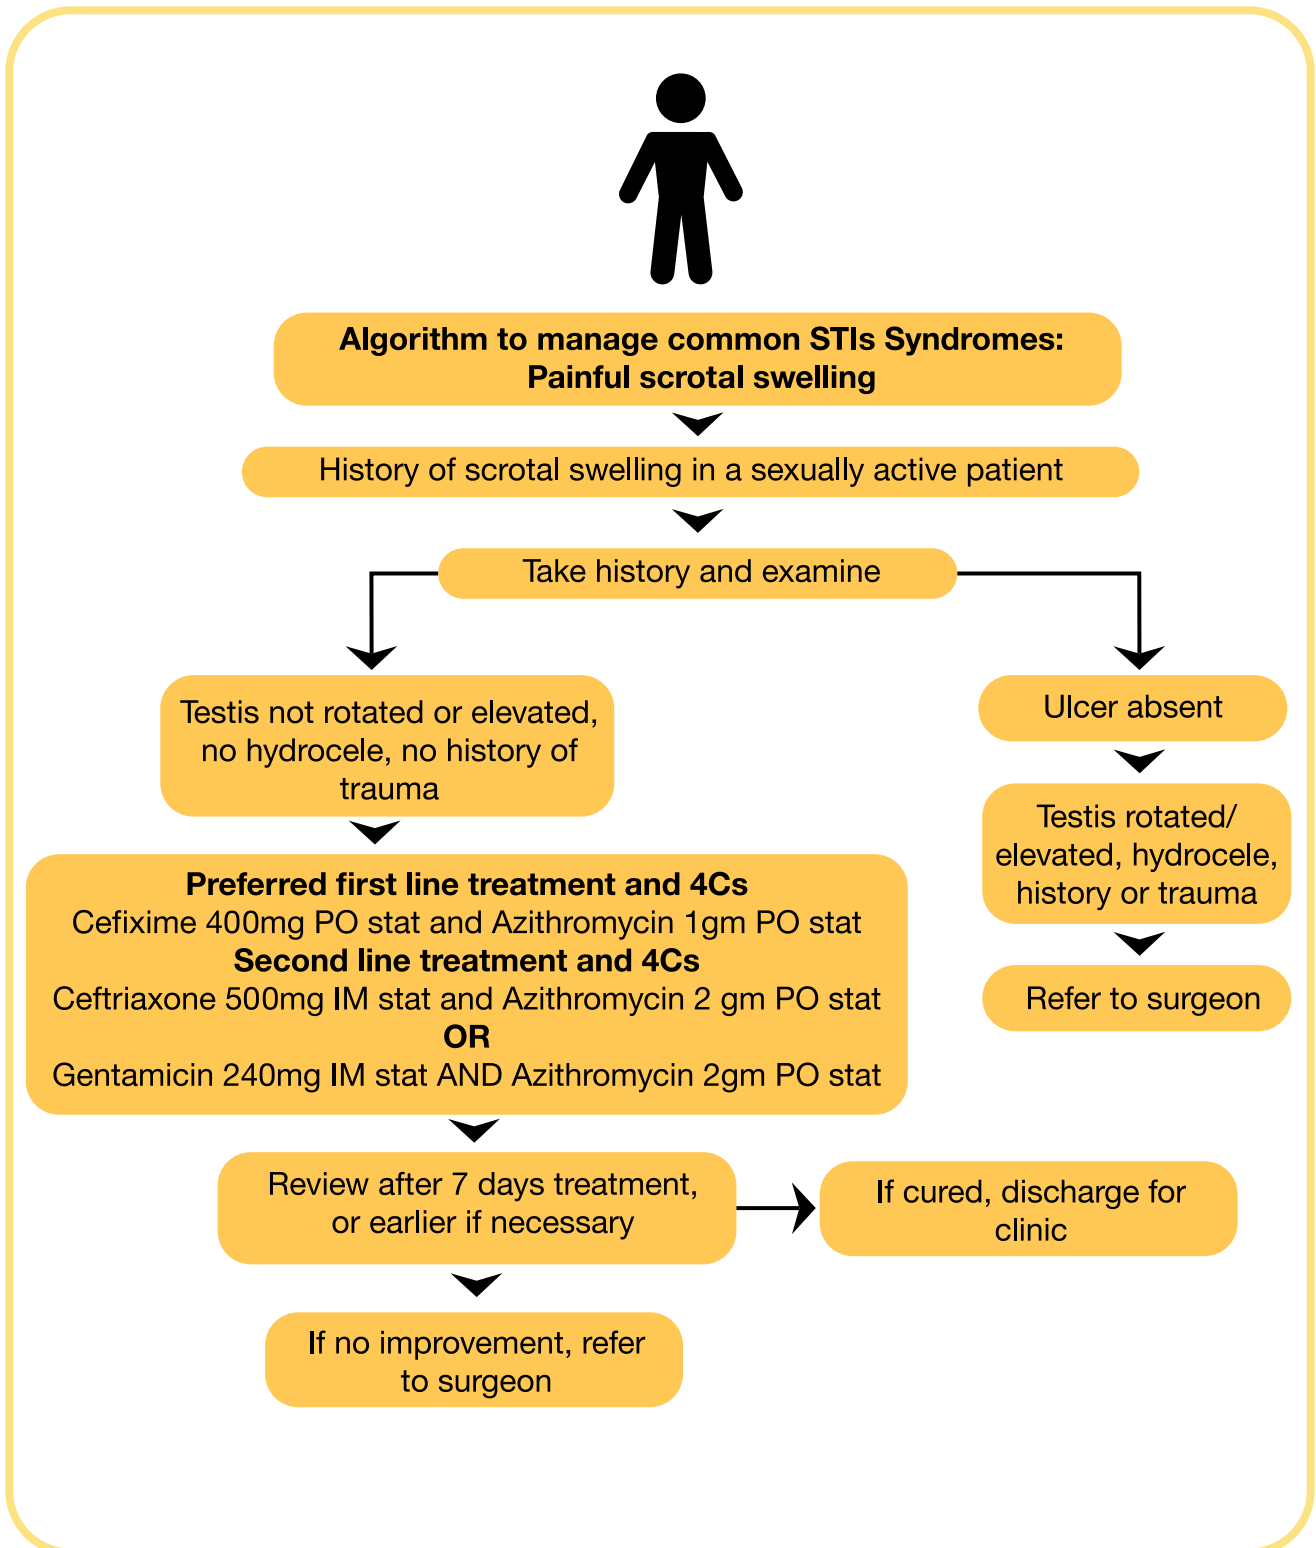 Algorithm to manage common STIs Syndromes:
Painful scrotal swelling
History of scrotal swelling in a sexually active patient
Take history and examine
Testis not rotated or elevated,
no hydrocele, no history of
trauma
Preferred first line treatment and 4Cs
Cefixime 400mg PO stat and Azithromycin 1gm PO stat
Second line treatment and 4Cs
Ceftriaxone 500mg IM stat and Azithromycin 2 gm PO stat
OR
Gentamicin 240mg IM stat AND Azithromycin 2gm PO stat
Review after 7 days treatment,
or earlier if necessary
If no improvement, refer
to surgeon
If cured, discharge for
clinic
Ulcer absent
Testis rotated/
elevated, hydrocele,
history or trauma
Refer to surgeon